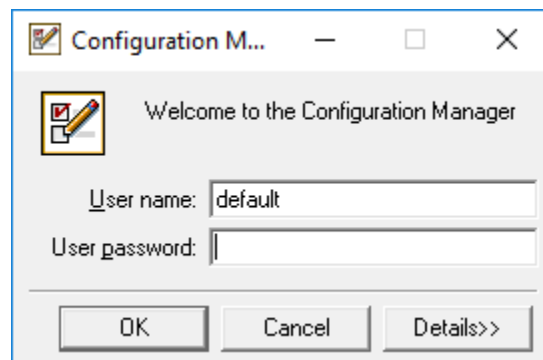 Configuration M...
Welcome to the Configuration Manager
User name: default
User password:
OK Cancel Details>>